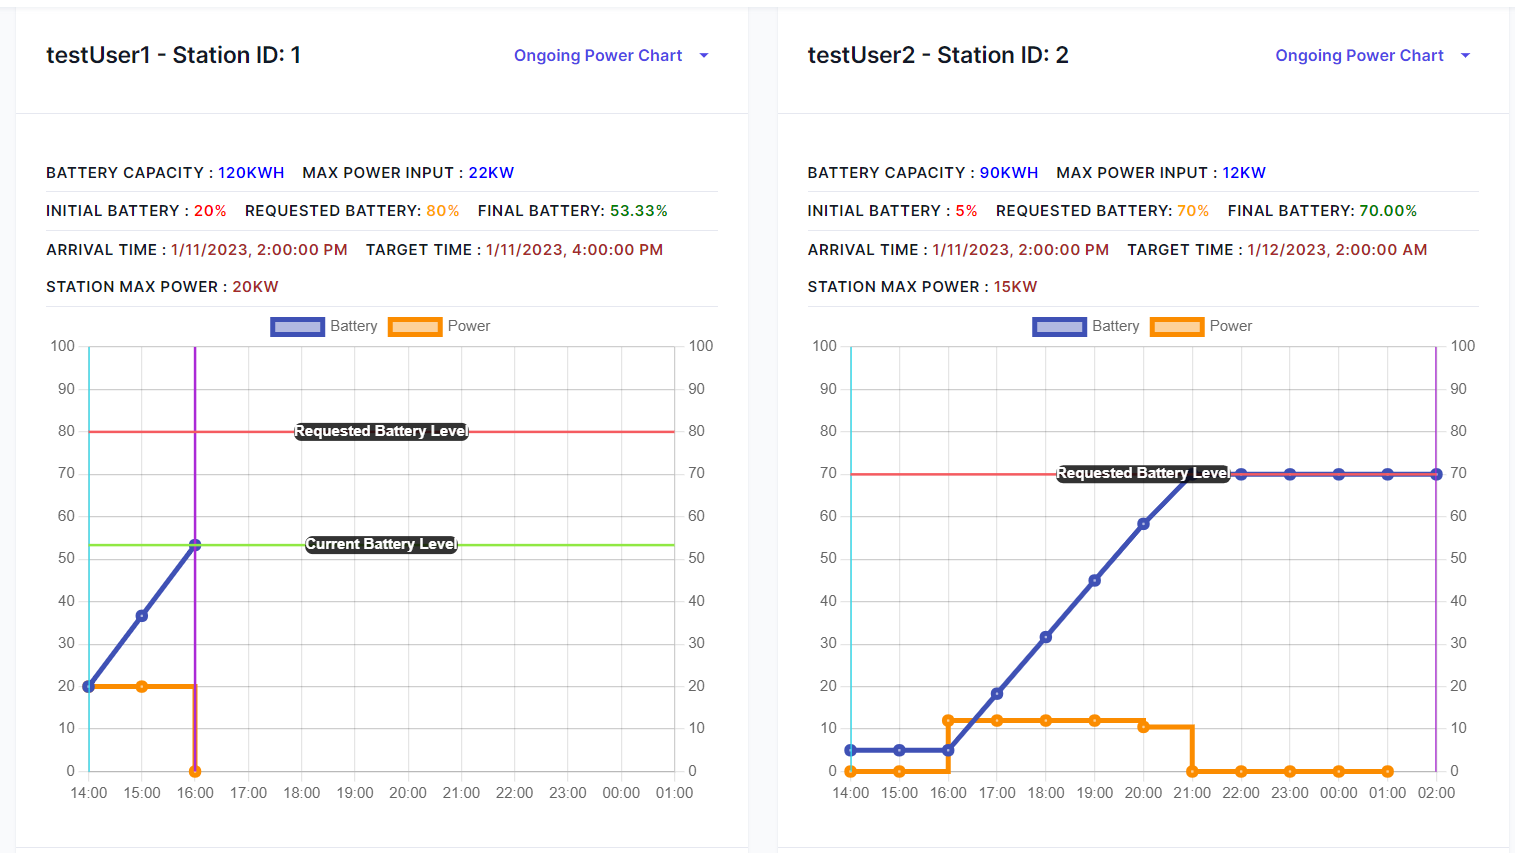 testUser1 - Station ID: 1
Ongoing Power Chart
BATTERY CAPACITY : 120KWH MAX POWER INPUT : 22KW
INITIAL BATTERY : 20% REQUESTED BATTERY: 80% FINAL BATTERY: 53.33%
ARRIVAL TIME : 1/11/2023, 2:00:00 PM TARGET TIME : 1/11/2023, 4:00:00 PM
STATION MAX POWER : 20KW
Battery Power
100 100
90 90
80 Requested Battery Level 80
70 70
60 60
50 Current Battery Level 50
40 40
30 30
20 20
10 10
0 0
14:00 15:00 16:00 17:00 18:00 19:00 20:00 21:00 22:00 23:00 00:00 01:00
testUser2 - Station ID: 2
Ongoing Power Chart
BATTERY CAPACITY : 90KWH MAX POWER INPUT : 12KW
INITIAL BATTERY : 5% REQUESTED BATTERY: 70% FINAL BATTERY: 70.00%
ARRIVAL TIME : 1/11/2023, 2:00:00 PM TARGET TIME : 1/12/2023, 2:00:00 AM
STATION MAX POWER : 15KW
Battery Power
100 100
90 90
80 80
70 Requested Battery Level 70
60 60
50 50
40 40
30 30
20 20
10 10
0 0
14:00 15:00 16:00 17:00 18:00 19:00 20:00 21:00 22:00 23:00 00:00 01:00 02:00